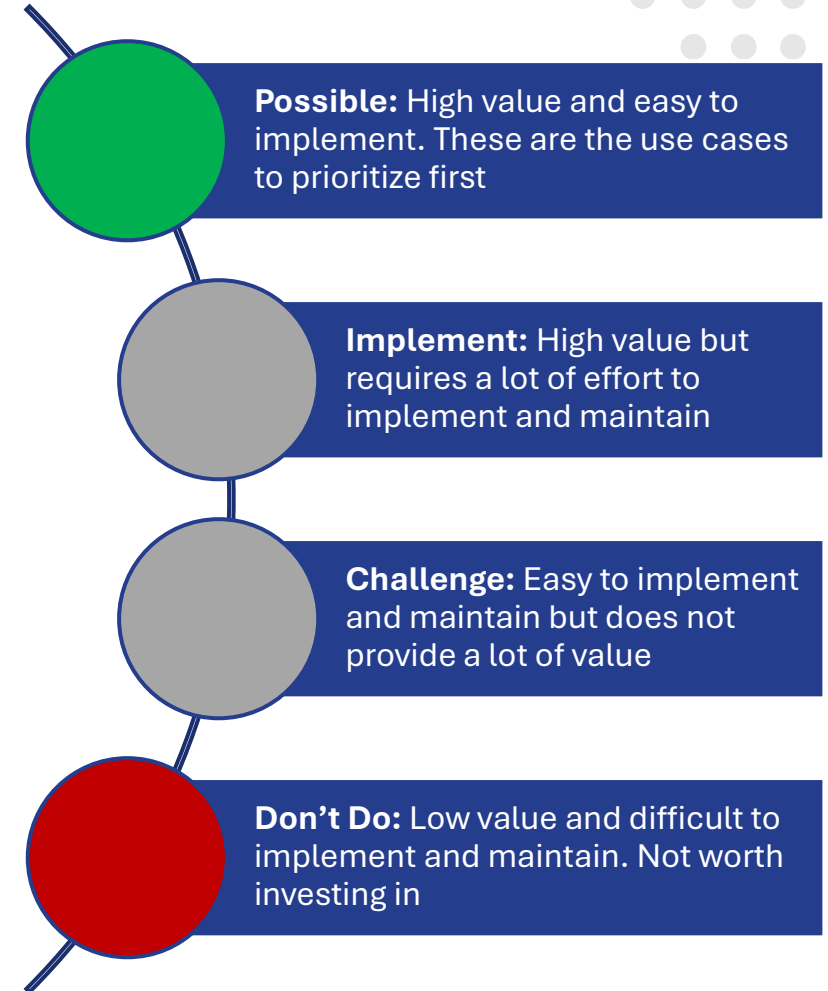 Possible: High value and easy to
implement. These are the use cases
to prioritize first
Implement: High value but
requires a lot of effort to
implement and maintain
Challenge: Easy to implement
and maintain but does not
provide a lot of value
Don’t Do: Low value and difficult to
implement and maintain. Not worth
investing in